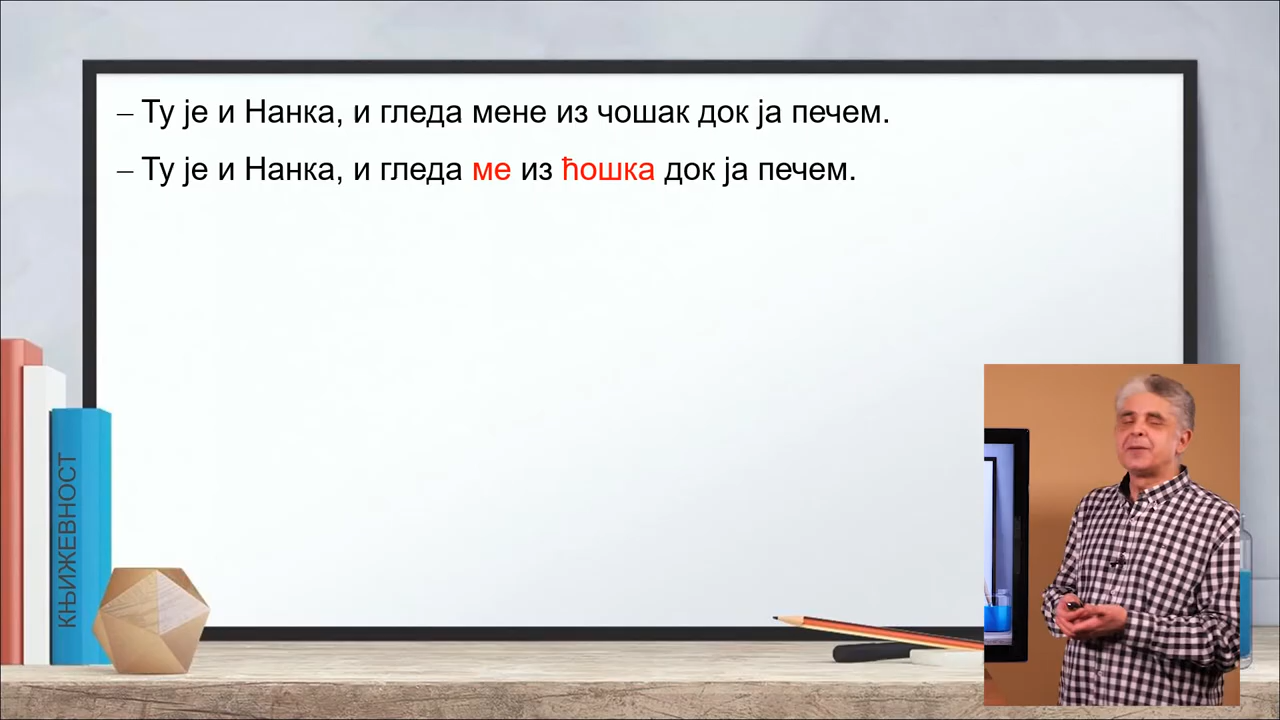 – Ту је и Нанка, и гледа мене из чошак док ја печем.
– Ту је и Нанка, и гледа ме из ћошка док ја печем.
КЊИЖЕВНОСТ